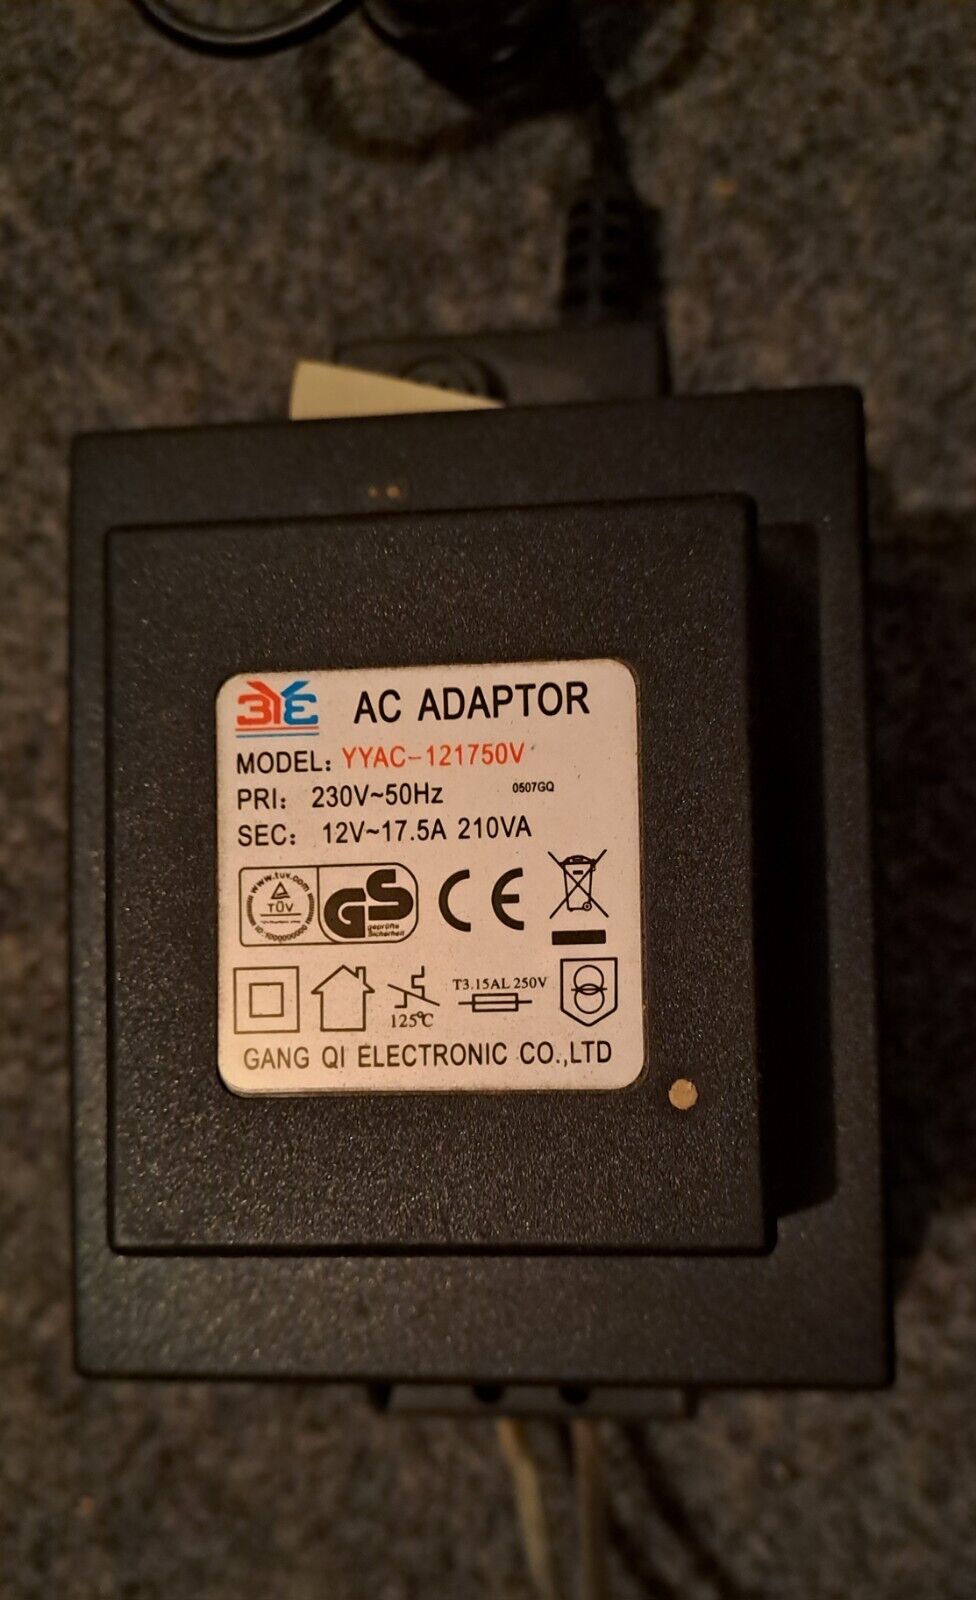 AC ADAPTOR
MODEL: YYAC-121750V
PRI: 230V~50Hz 0507GQ
SEC: 12V~17.5A 210VA
www.tuv.com
TÜV
GS
geprüfte
Sicherheit
CE
125℃
T3.15AL 250V
GANG QI ELECTRONIC CO.,LTD